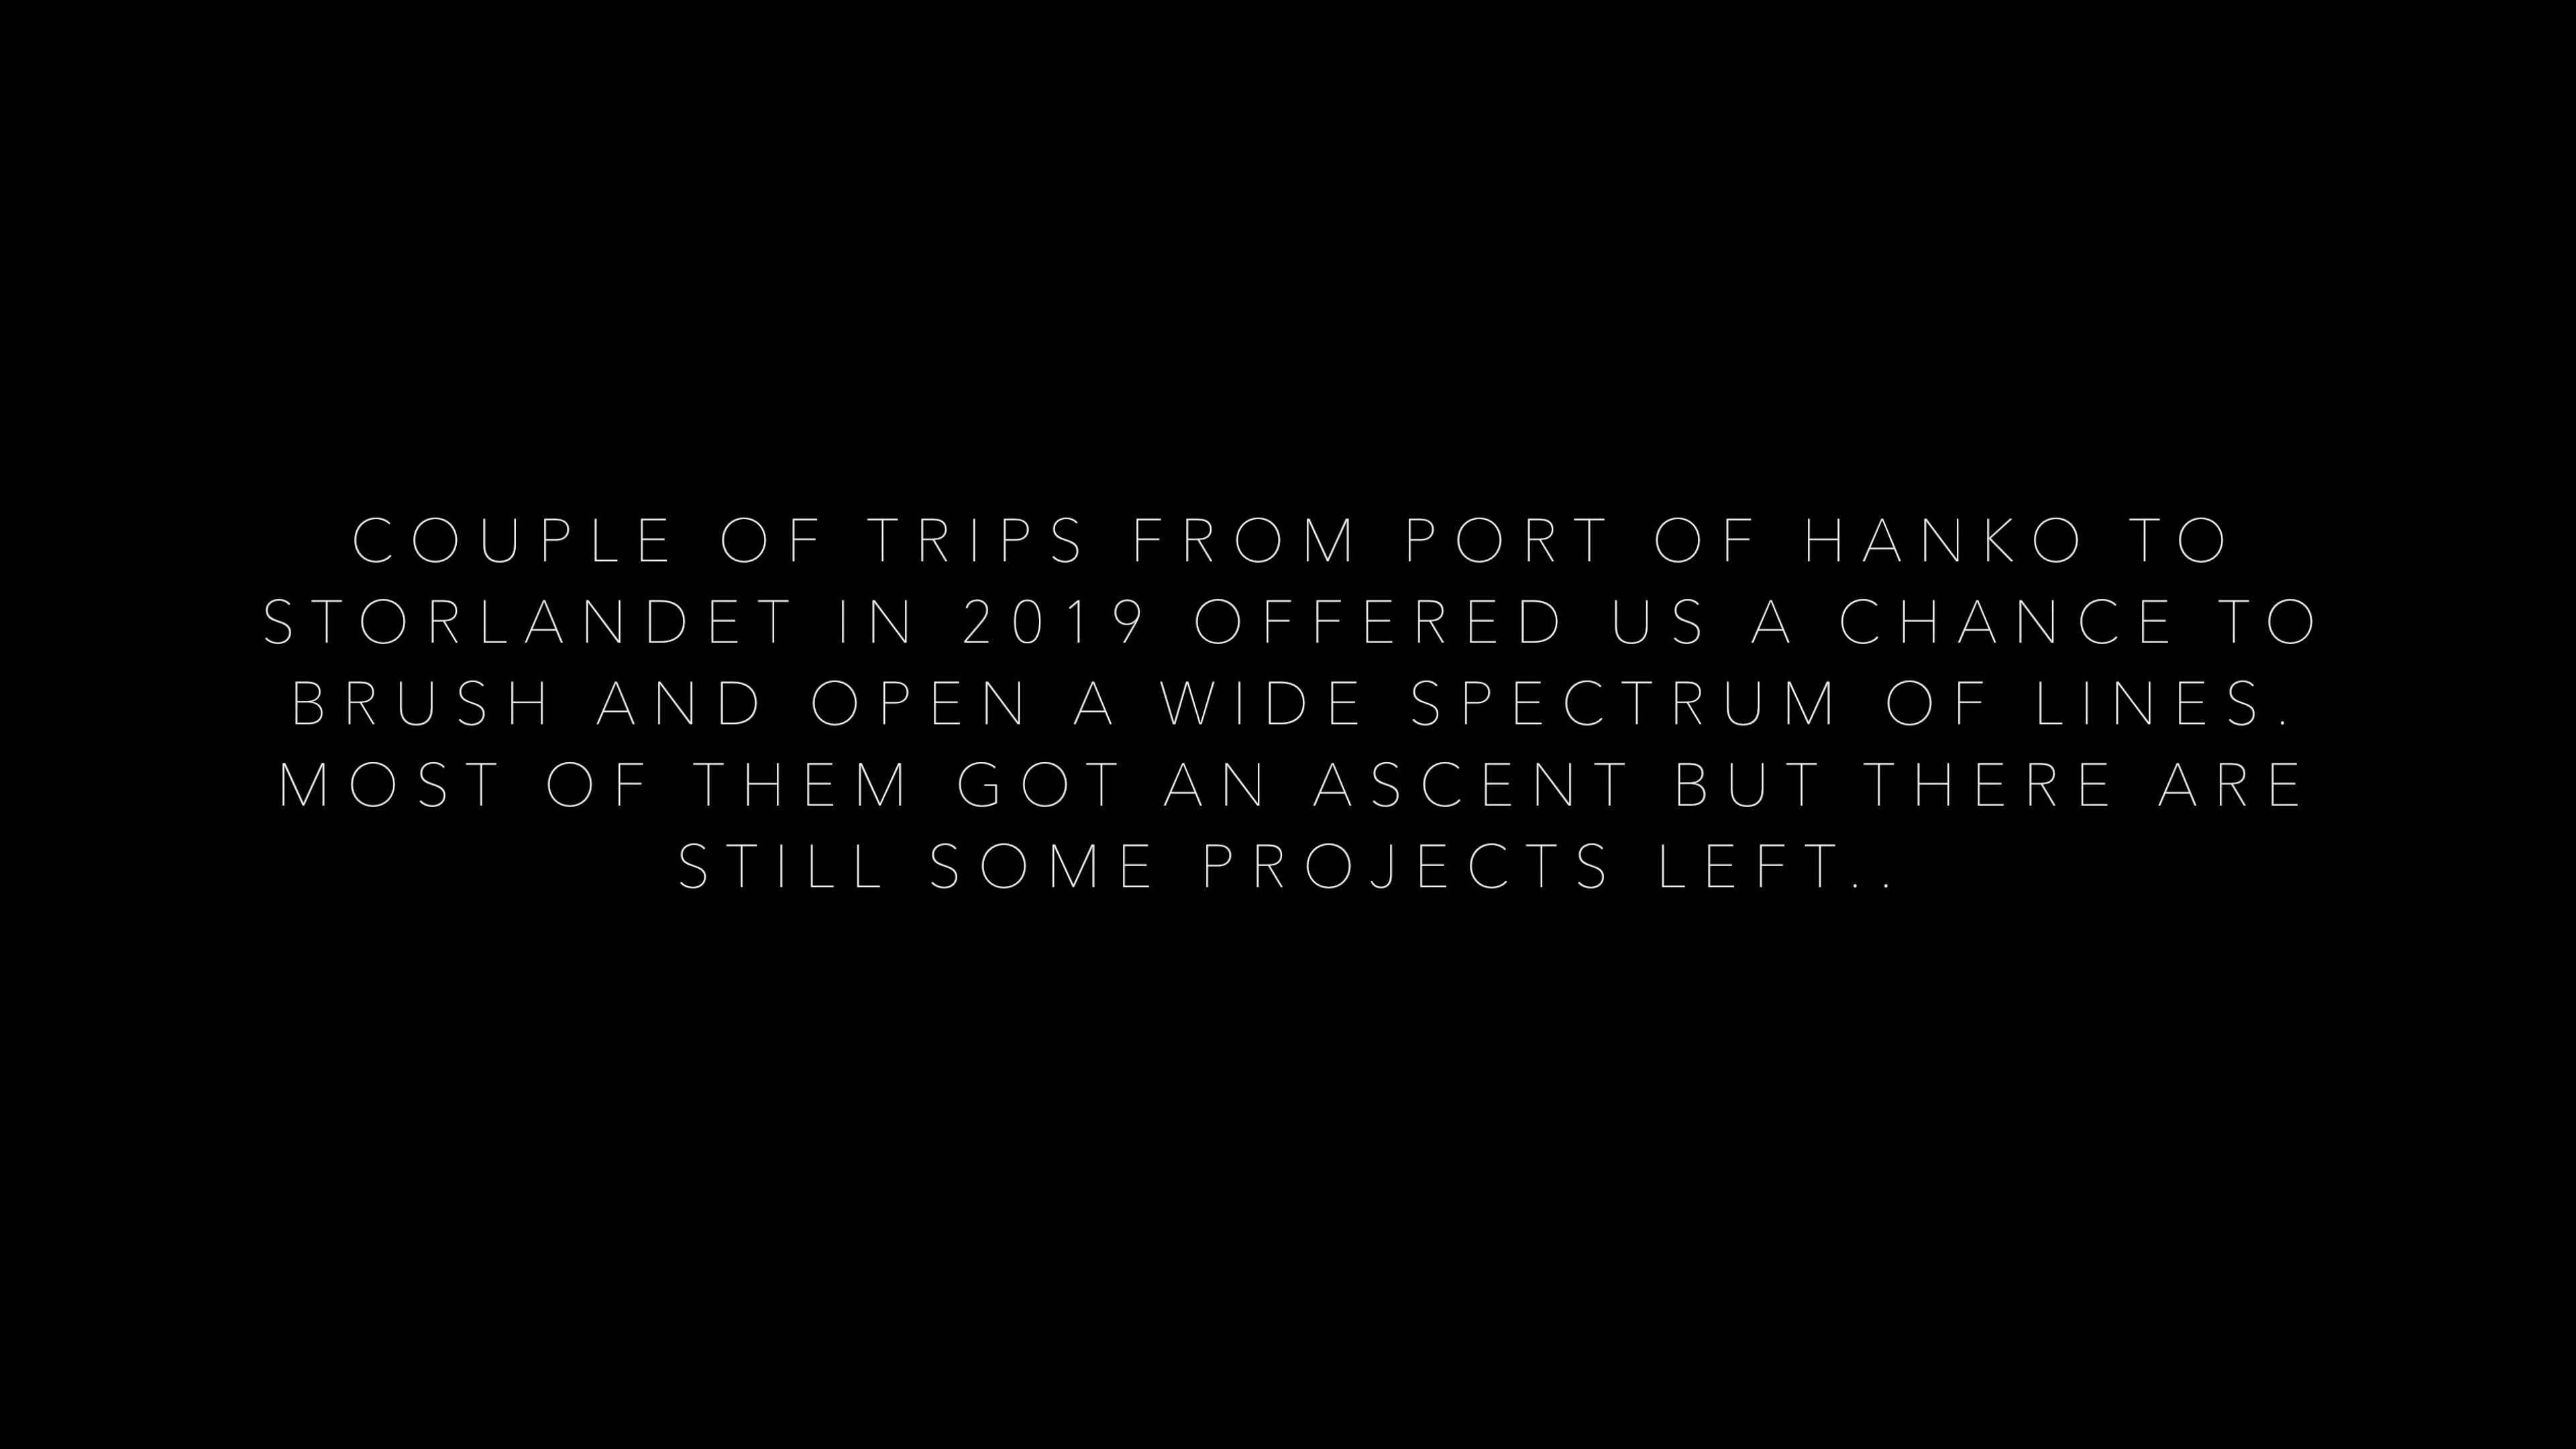 COUPLE OF TRIPS FROM PORT OF HANKO TO
STORLANDET IN 2019 OFFERED US A CHANCE TO
BRUSH AND OPEN A WIDE SPECTRUM OF LINES.
MOST OF THEM GOT AN ASCENT BUT THERE ARE
STILL SOME PROJECTS LEFT..